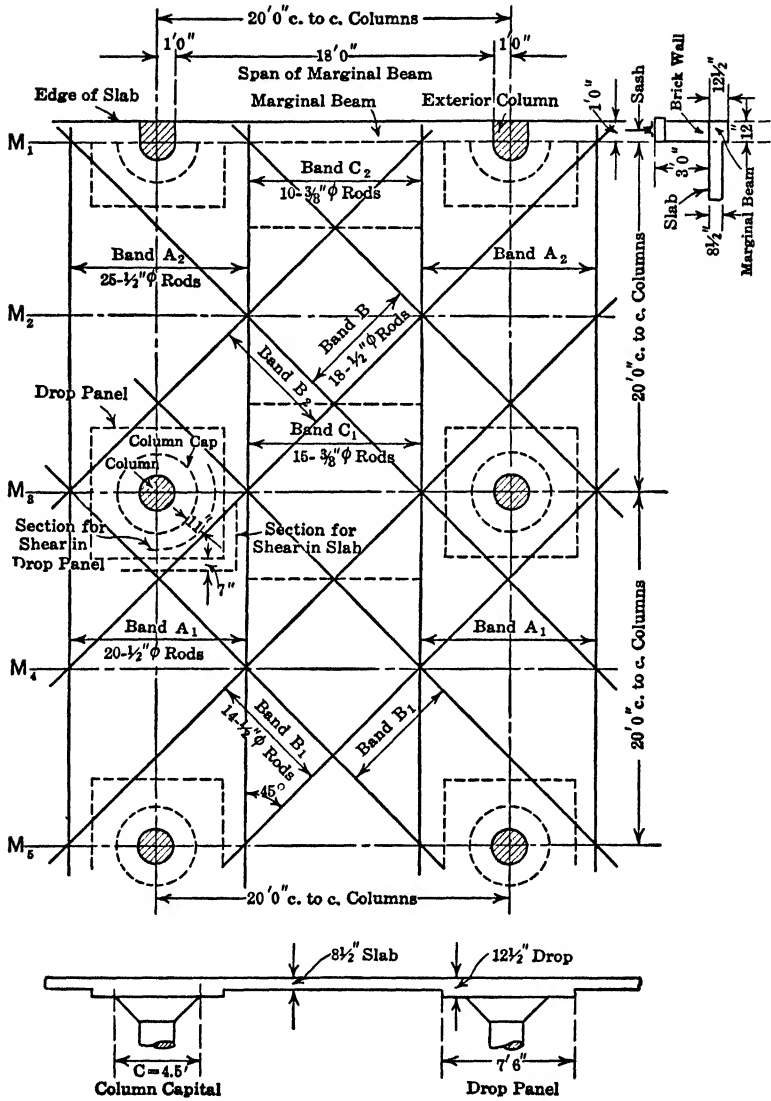 20'0" c. to c. Columns
1'0"
18'0"
1'0"
Span of Marginal Beam
Edge of Slab
Marginal Beam
Exterior Column
1'0"
Sash
Brick Wall
12½"
12"
3'0"
Slab
8½"
Marginal Beam
M1
Band C2
10-⅜"φ Rods
Band A2
25-½"φ Rods
Band A2
M2
Band B
18-½"φ Rods
Band B2
20'0" c. to c. Columns
Drop Panel
Column Cap
Column
Band C1
15-⅜"φ Rods
M3
11"
Section for
Shear in
Drop Panel
Section for
Shear in Slab
7"
Band A1
20-½"φ Rods
Band A1
M4
Band B1
14-½"φ Rods
Band B1
45°
20'0" c. to c. Columns
M5
20'0" c. to c. Columns
8½" Slab
12½" Drop
C=4.5'
Column Capital
7'6"
Drop Panel